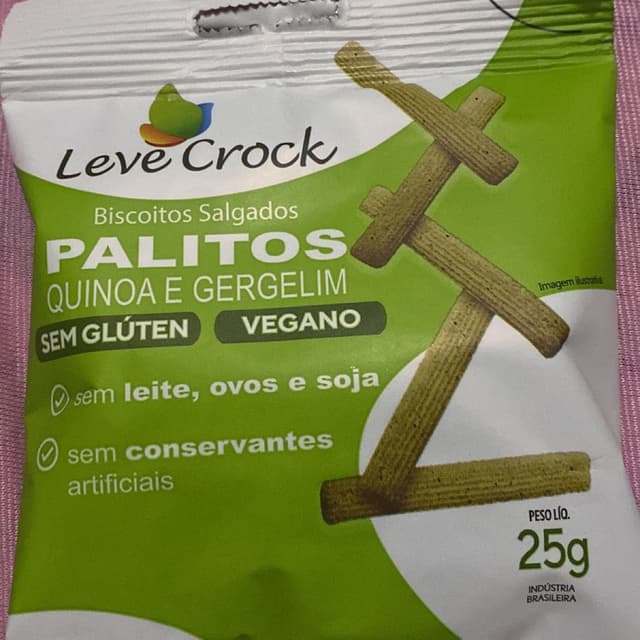 Leve Crock
Biscoitos Salgados
PALITOS
QUINOA E GERGELIM
SEM GLÚTEN
VEGANO
sem leite, ovos e soja
sem conservantes
artificiais
Imagem ilustrativa
PESO LÍQ.
25g
INDÚSTRIA
BRASILEIRA